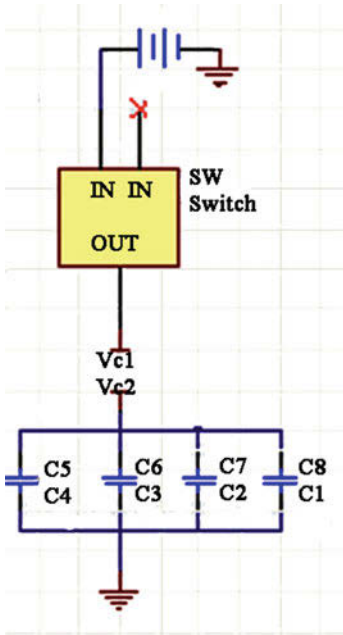 IN IN
SW
Switch
OUT
Vc1
Vc2
C5 C6 C7 C8
C4 C3 C2 C1